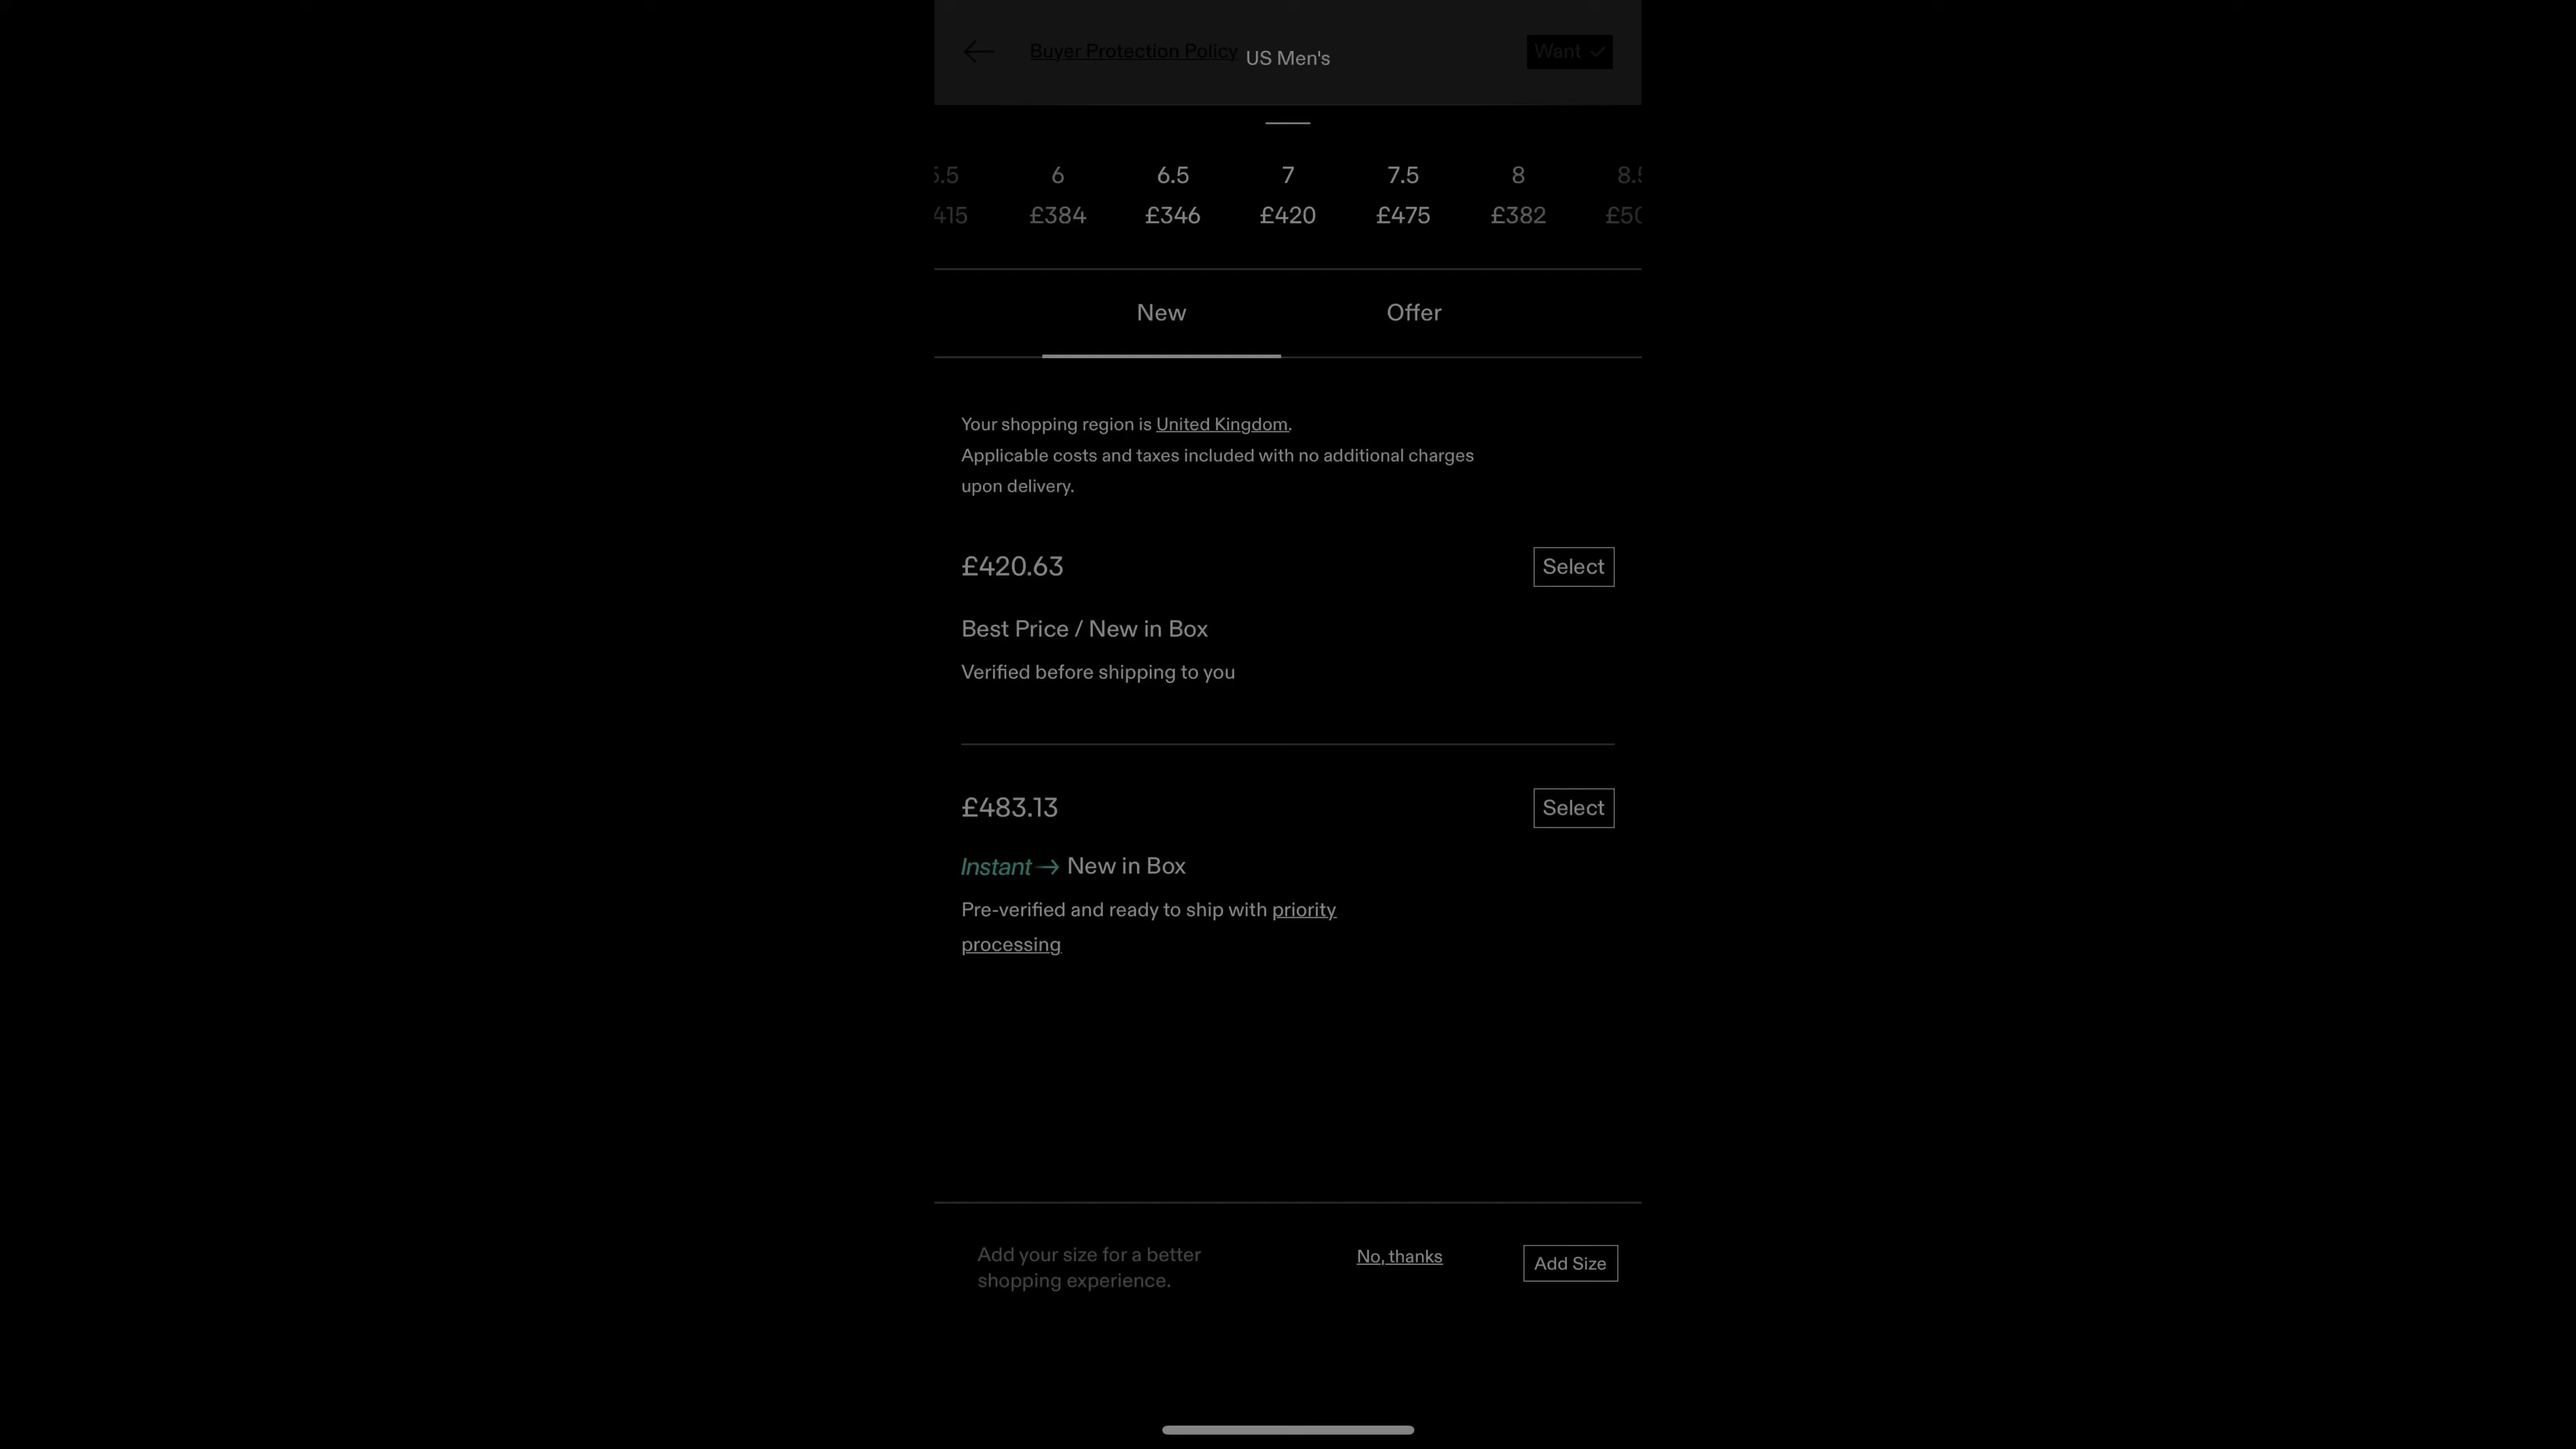 Buyer Protection Policy
US Men's
Want
6 6.5 7 7.5 8
415 £384 £346 £420 £475 £382
New Offer
Your shopping region is United Kingdom.
Applicable costs and taxes included with no additional charges
upon delivery.
£420.63 Select
Best Price / New in Box
Verified before shipping to you
£483.13 Select
Instant New in Box
Pre-verified and ready to ship with priority
processing
Add your size for a better
shopping experience.
No, thanks
Add Size